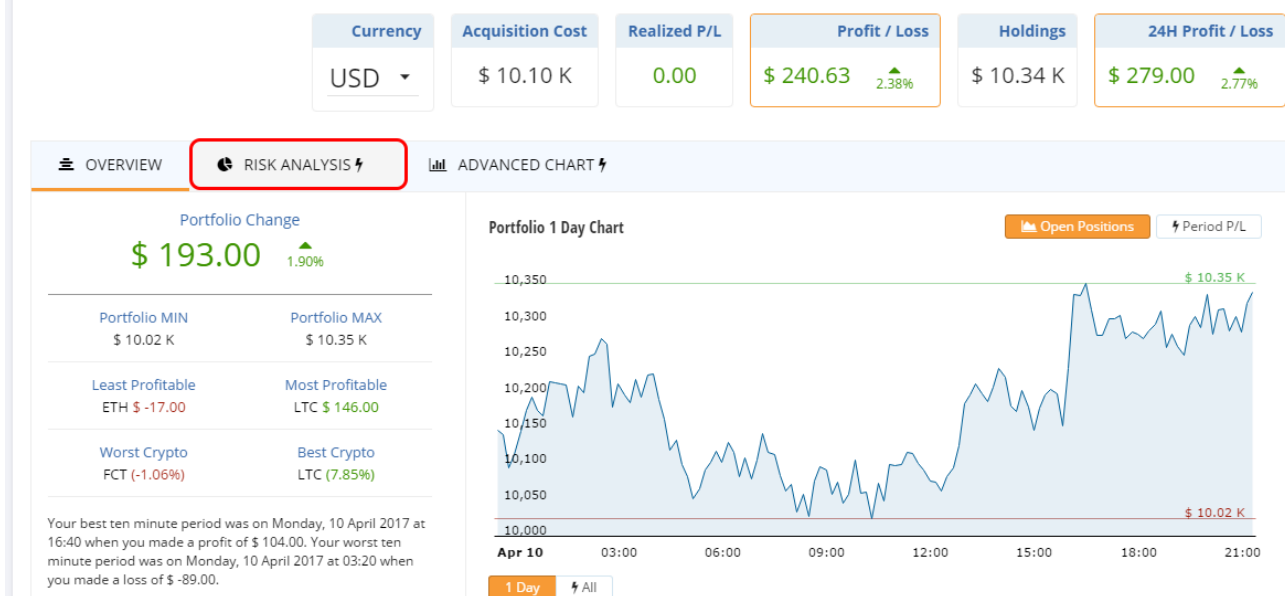 Currency
USD
Acquisition Cost
$ 10.10 K
Realized P/L
0.00
Profit / Loss
$ 240.63 2.38%
Holdings
$ 10.34 K
24H Profit / Loss
$ 279.00 2.77%
OVERVIEW RISK ANALYSIS ADVANCED CHART
Portfolio Change
$ 193.00 1.90%
Portfolio MIN Portfolio MAX
$ 10.02 K $ 10.35 K
Least Profitable Most Profitable
ETH $ -17.00 LTC $ 146.00
Worst Crypto Best Crypto
FCT (-1.06%) LTC (7.85%)
Your best ten minute period was on Monday, 10 April 2017 at
16:40 when you made a profit of $ 104.00. Your worst ten
minute period was on Monday, 10 April 2017 at 03:20 when
you made a loss of $ -89.00.
Portfolio 1 Day Chart Open Positions Period P/L
10,350 $ 10.35 K
10,300
10,250
10,200
10,150
10,100
10,050
$ 10.02 K
10,000
Apr 10 03:00 06:00 09:00 12:00 15:00 18:00 21:00
1 Day All